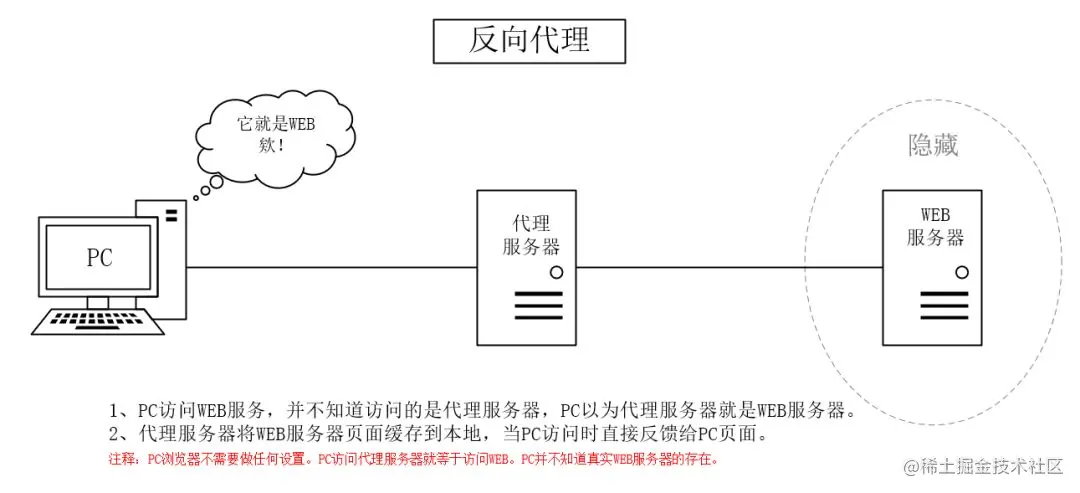 反向代理
它就是WEB
欸!
隐藏
PC
代理
服务器
WEB
服务器
1、PC访问WEB服务，并不知道访问的是代理服务器，PC以为代理服务器就是WEB服务器。
2、代理服务器将WEB服务器页面缓存到本地，当PC访问时直接反馈给PC页面。
注释：PC浏览器不需要做任何设置。PC访问代理服务器就等于访问WEB。PC并不知道真实WEB服务器的存在。
@稀土掘金技术社区